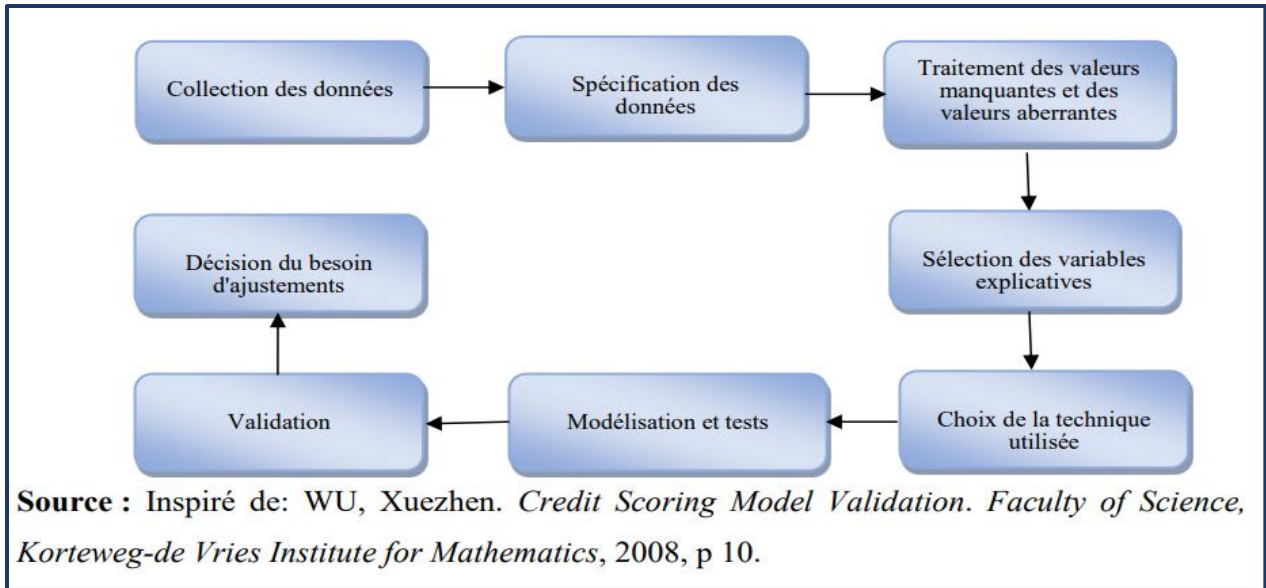 Collection des données
Spécification des
données
Traitement des valeurs
manquantes et des
valeurs aberrantes
Sélection des variables
explicatives
Choix de la technique
utilisée
Modélisation et tests
Validation
Décision du besoin
d'ajustements
Source : Inspiré de: WU, Xuezhen. Credit Scoring Model Validation. Faculty of Science,
Korteweg-de Vries Institute for Mathematics, 2008, p 10.